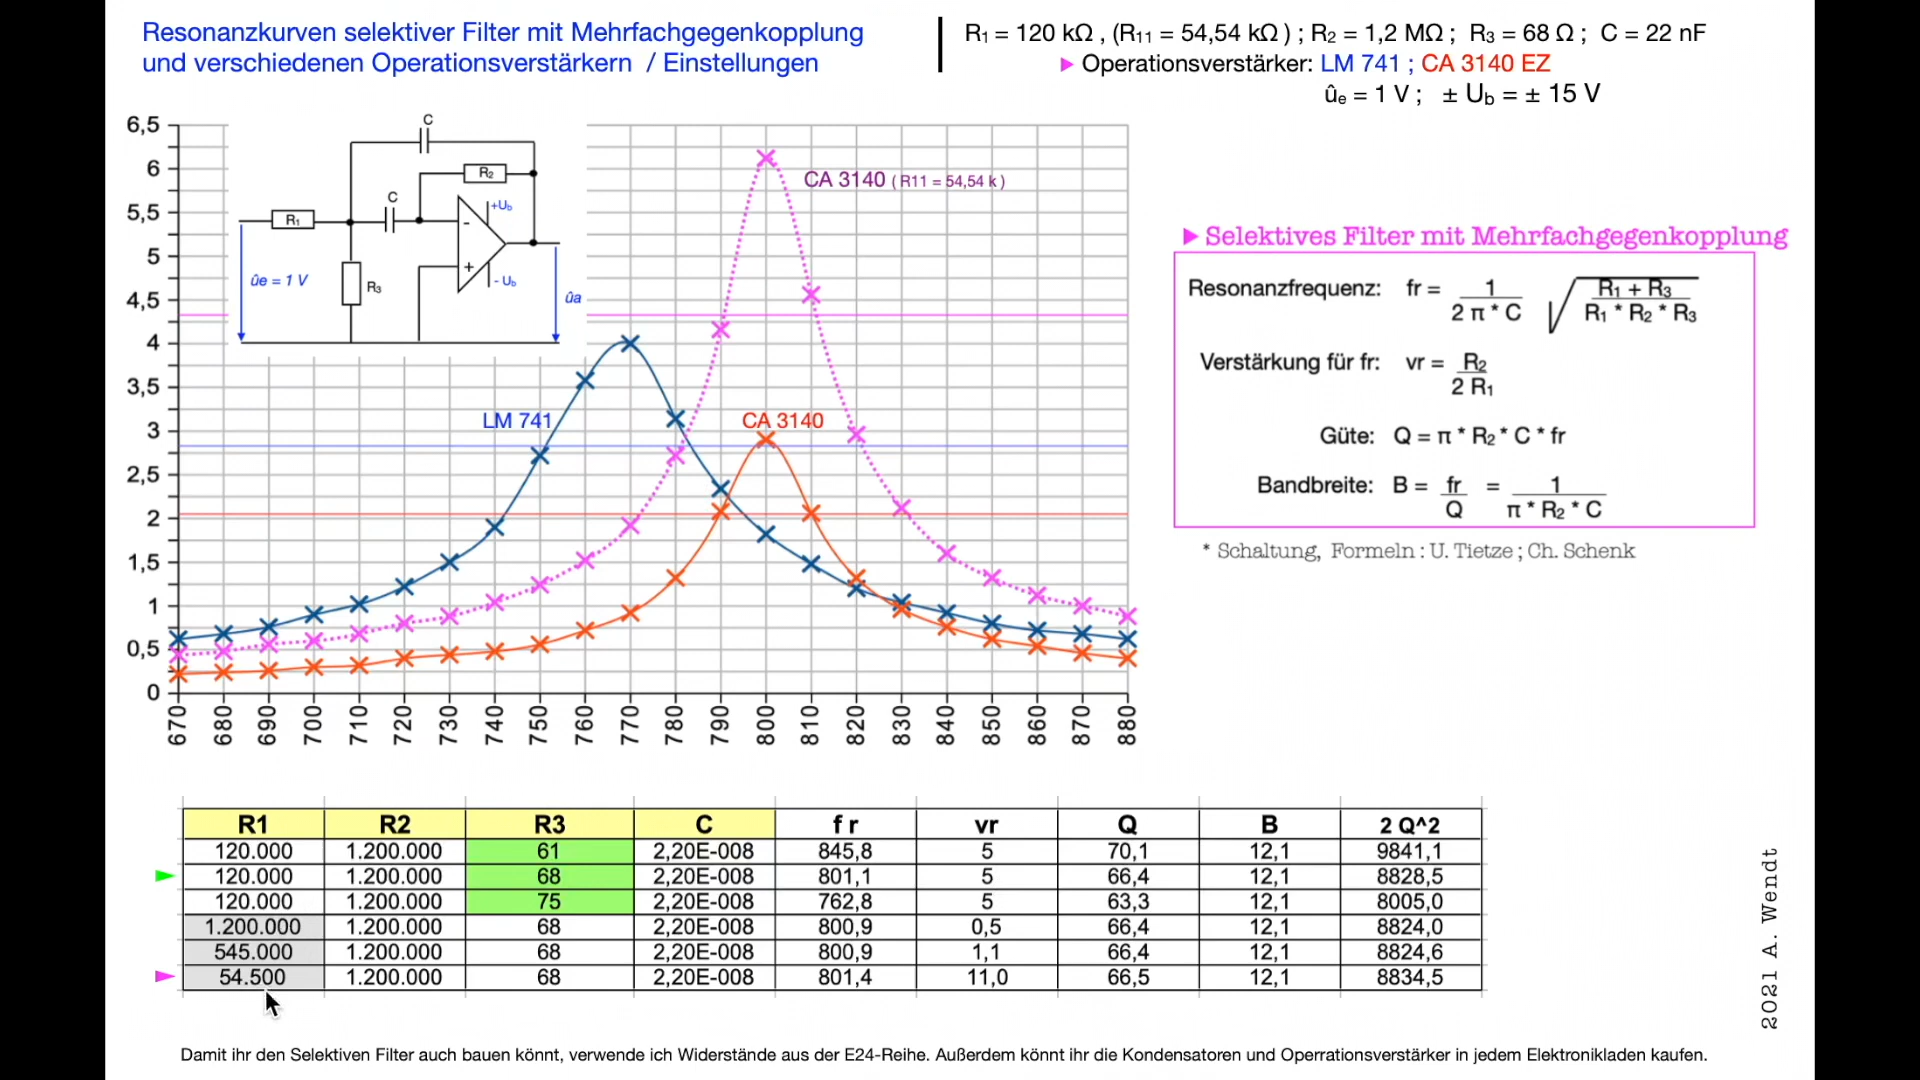 Resonanzkurven selektiver Filter mit Mehrfachgegenkopplung
und verschiedenen Operationsverstärkern / Einstellungen
R1 = 120 kΩ , (R11 = 54,54 kΩ ) ; R2 = 1,2 MΩ ; R3 = 68 Ω ; C = 22 nF
► Operationsverstärker: LM 741 ; CA 3140 EZ
ûe = 1 V ; ± Ub = ± 15 V
6,5
6
5,5
5
4,5
4
3,5
3
2,5
2
1,5
1
0,5
0
C
R2
C
+Ub
R1
-
+
- Ub
ûe = 1 V
R3
ûa
CA 3140 ( R11 = 54,54 k )
LM 741
CA 3140
670 680 690 700 710 720 730 740 750 760 770 780 790 800 810 820 830 840 850 860 870 880
► Selektives Filter mit Mehrfachgegenkopplung
Resonanzfrequenz: fr = 1 / 2 π * C √ R1 + R3 / R1 * R2 * R3
Verstärkung für fr: vr = R2 / 2 R1
Güte: Q = π * R2 * C * fr
Bandbreite: B = fr / Q = 1 / π * R2 * C
* Schaltung, Formeln : U. Tietze ; Ch. Schenk
R1 R2 R3 C f r vr Q B 2 Q^2
120.000 1.200.000 61 2,20E-008 845,8 5 70,1 12,1 9841,1
120.000 1.200.000 68 2,20E-008 801,1 5 66,4 12,1 8828,5
120.000 1.200.000 75 2,20E-008 762,8 5 63,3 12,1 8005,0
1.200.000 1.200.000 68 2,20E-008 800,9 0,5 66,4 12,1 8824,0
545.000 1.200.000 68 2,20E-008 800,9 1,1 66,4 12,1 8824,6
54.500 1.200.000 68 2,20E-008 801,4 11,0 66,5 12,1 8834,5
2021 A. Wendt
Damit ihr den Selektiven Filter auch bauen könnt, verwende ich Widerstände aus der E24-Reihe. Außerdem könnt ihr die Kondensatoren und Operrationsverstärker in jedem Elektronikladen kaufen.